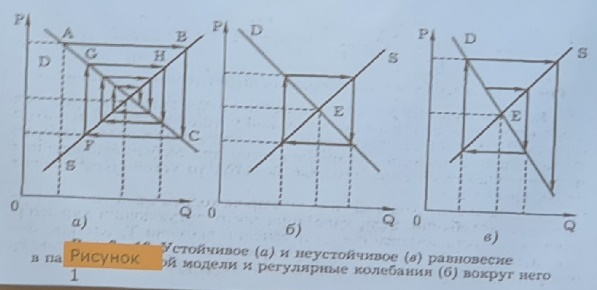 P A B D G H F C S 0 Q а)
P D S E 0 Q б)
P D S E 0 Q в)
Устойчивое (а) и неустойчивое (в) равновесие
в па Рисунок ой модели и регулярные колебания (б) вокруг него
1